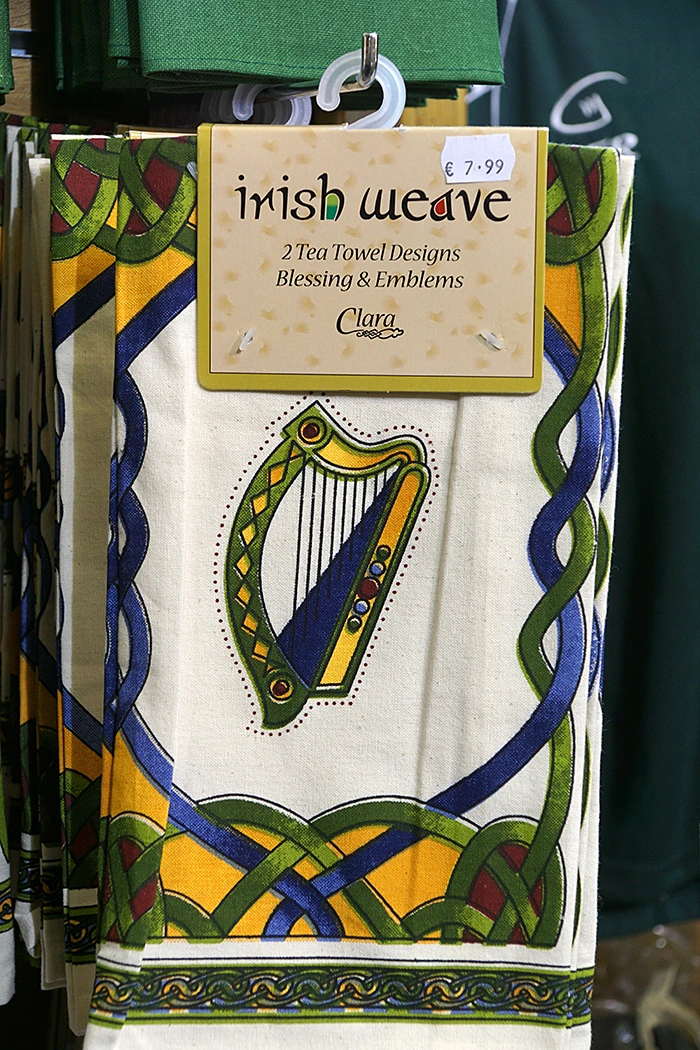 € 7.99
irish weave
2 Tea Towel Designs
Blessing & Emblems
Clara